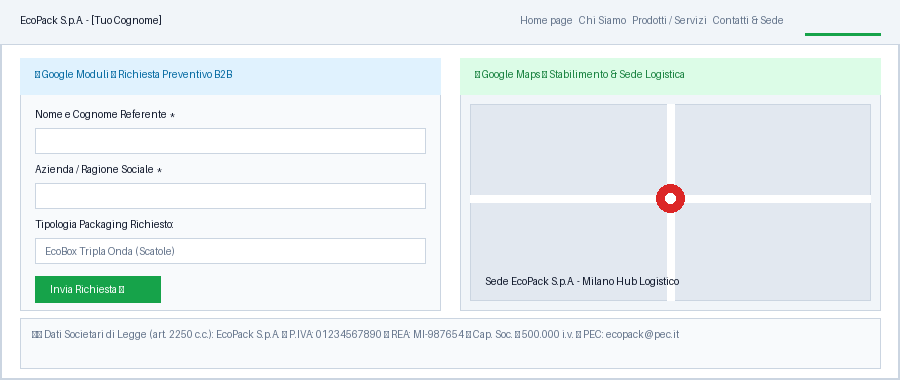 EcoPack S.p.A. - [Tuo Cognome]
Home page Chi Siamo Prodotti / Servizi Contatti & Sede
Google Moduli Richiesta Preventivo B2B
Nome e Cognome Referente *
Azienda / Ragione Sociale *
Tipologia Packaging Richiesto:
EcoBox Tripla Onda (Scatole)
Invia Richiesta
Google Maps Stabilimento & Sede Logistica
Sede EcoPack S.p.A. - Milano Hub Logistico
Dati Societari di Legge (art. 2250 c.c.): EcoPack S.p.A. P.IVA: 01234567890 REA: MI-987654 Cap. Soc. 500.000 i.v. PEC: ecopack@pec.it